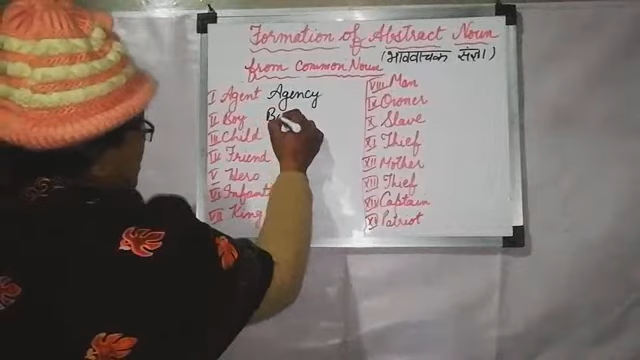 Formation of Abstract Noun
from Common Noun (भाववाचक संज्ञा)
I Agent Agency
II Boy B
III Child
IV Friend
V Hero
VI Infant
VII King
VIII Man
IX Owner
X Slave
XI Thief
XII Mother
XIII Thief
XIV Captain
XV Patriot